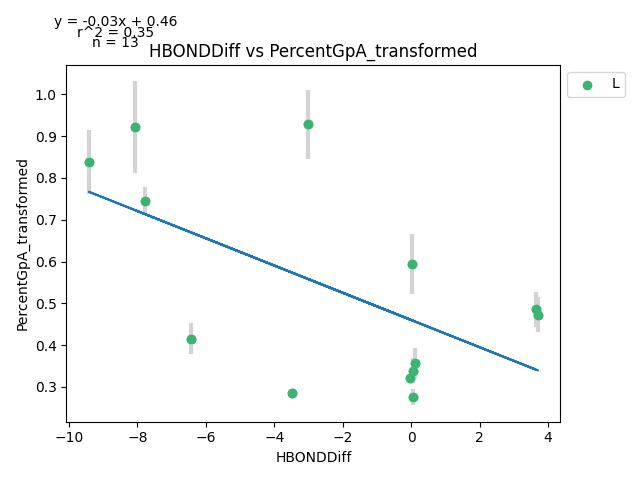 y = -0.03x + 0.46
r^2 = 0.35
n = 13
HBONDDiff vs PercentGpA_transformed
L
PercentGpA_transformed
1.0
0.9
0.8
0.7
0.6
0.5
0.4
0.3
−10
−8
−6
−4
−2
0
2
4
HBONDDiff